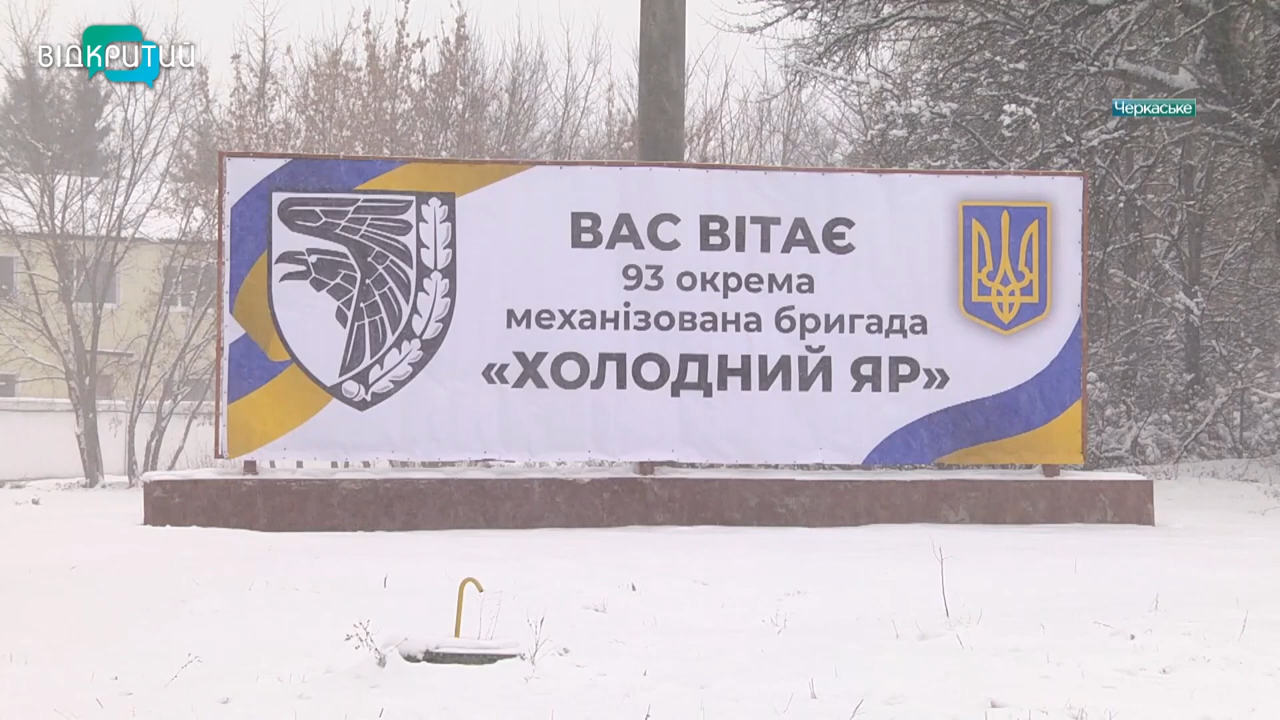 ВІДКРИТИЙ
Черкаське
ВАС ВІТАЄ
93 окрема
механізована бригада
«ХОЛОДНИЙ ЯР»